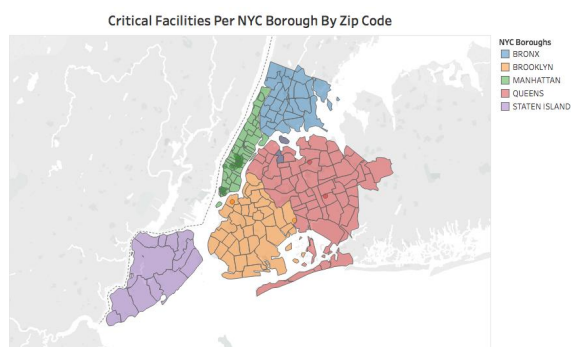 Critical Facilities Per NYC Borough By Zip Code
NYC Boroughs
BRONX
BROOKLYN
MANHATTAN
QUEENS
STATEN ISLAND